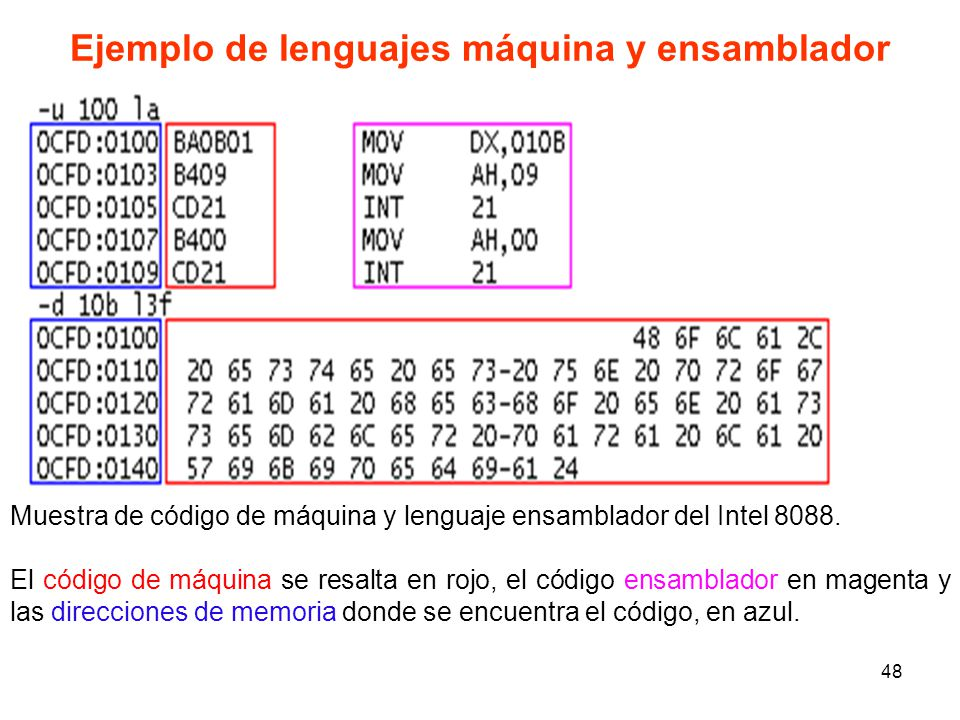 Ejemplo de lenguajes máquina y ensamblador
-u 100 la
0CFD:0100 BA0B01 MOV DX,010B
0CFD:0103 B409 MOV AH,09
0CFD:0105 CD21 INT 21
0CFD:0107 B400 MOV AH,00
0CFD:0109 CD21 INT 21
-d 10b l3f
0CFD:0100 48 6F 6C 61 2C
0CFD:0110 20 65 73 74 65 20 65 73-20 75 6E 20 70 72 6F 67
0CFD:0120 72 61 6D 61 20 68 65 63-68 6F 20 65 6E 20 61 73
0CFD:0130 73 65 6D 62 6C 65 72 20-70 61 72 61 20 6C 61 20
0CFD:0140 57 69 6B 69 70 65 64 69-61 24
Muestra de código de máquina y lenguaje ensamblador del Intel 8088.
El código de máquina se resalta en rojo, el código ensamblador en magenta y
las direcciones de memoria donde se encuentra el código, en azul.
48